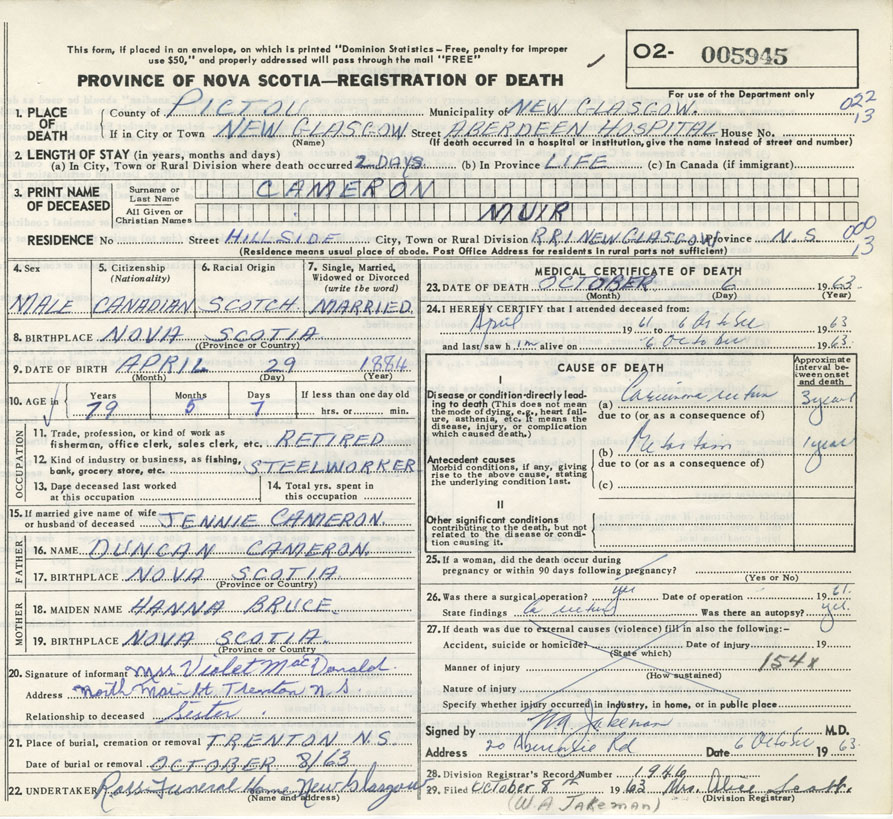 This form, if placed in an envelope, on which is printed "Dominion Statistics – Free, penalty for improper
use $50," and properly addressed will pass through the mail "FREE"
O2- 005945
PROVINCE OF NOVA SCOTIA—REGISTRATION OF DEATH
For use of the Department only
022
13
1. PLACE OF DEATH
County of PICTOU Municipality of NEW GLASGOW.
If in City or Town NEW GLASGOW Street ABERDEEN HOSPITAL House No.
(Name) (If death occurred in a hospital or institution, give the name instead of street and number)
2. LENGTH OF STAY (in years, months and days)
(a) In City, Town or Rural Division where death occurred 2 DAYS (b) In Province LIFE (c) In Canada (if immigrant)
3. PRINT NAME OF DECEASED
Surname or Last Name CAMERON
All Given or Christian Names MUIR
RESIDENCE No Street HILLSIDE City, Town or Rural Division R R 1 NEW GLASGOW Province N.S.
(Residence means usual place of abode. Post Office Address for residents in rural parts not sufficient)
000
13
4. Sex MALE
5. Citizenship (Nationality) CANADIAN
6. Racial Origin SCOTCH
7. Single, Married, Widowed or Divorced (write the word) MARRIED.
8. BIRTHPLACE NOVA SCOTIA
(Province or Country)
9. DATE OF BIRTH APRIL 29 1884
(Month) (Day) (Year)
10. AGE in Years 79 Months 5 Days 7 If less than one day old hrs. or min.
OCCUPATION
11. Trade, profession, or kind of work as fisherman, office clerk, sales clerk, etc. RETIRED
12. Kind of industry or business, as fishing, bank, grocery store, etc. STEELWORKER
13. Date deceased last worked at this occupation
14. Total yrs. spent in this occupation
15. If married give name of wife or husband of deceased JENNIE CAMERON.
FATHER
16. NAME DUNCAN CAMERON.
17. BIRTHPLACE NOVA SCOTIA.
(Province or Country)
MOTHER
18. MAIDEN NAME HANNA BRUCE.
19. BIRTHPLACE NOVA SCOTIA.
(Province or Country)
20. Signature of informant Mrs Violet MacDonald.
Address North Main St. Trenton N.S.
Relationship to deceased Sister.
21. Place of burial, cremation or removal TRENTON N.S.
Date of burial or removal OCTOBER 8/63
22. UNDERTAKER Ross Funeral Home New Glasgow
(Name and address)
MEDICAL CERTIFICATE OF DEATH
23. DATE OF DEATH OCTOBER 6 1963.
(Month) (Day) (Year)
24. I HEREBY CERTIFY that I attended deceased from:
April 1961 to 6 October 1963
and last saw him alive on 6 October 1963.
CAUSE OF DEATH
Approximate interval between onset and death
I
Disease or condition directly leading to death (This does not mean the mode of dying, e.g., heart failure, asthenia, etc. It means the disease, injury, or complication which caused death.)
(a) Carcinoma rectum 3 years
due to (or as a consequence of)
Antecedent causes
Morbid conditions, if any, giving rise to the above cause, stating the underlying condition last.
(b) 1 year
due to (or as a consequence of)
(c)
II
Other significant conditions contributing to the death, but not related to the disease or condition causing it.
25. If a woman, did the death occur during pregnancy or within 90 days following pregnancy?
(Yes or No)
26. Was there a surgical operation? yes Date of operation 1961.
State findings Ca rectum Was there an autopsy? yes.
27. If death was due to external causes (violence) fill in also the following:-
Accident, suicide or homicide? Date of injury 19
(State which)
Manner of injury 154x
(How sustained)
Nature of injury
Specify whether injury occurred in industry, in home, or in public place
Signed by WA Jakeman M.D.
Address 20 Rd Date 6 October 1963.
28. Division Registrar's Record Number 1946
29. Filed October 8 1963 Mrs. Alice Scott.
(Division Registrar)
(W A JAKEMAN)